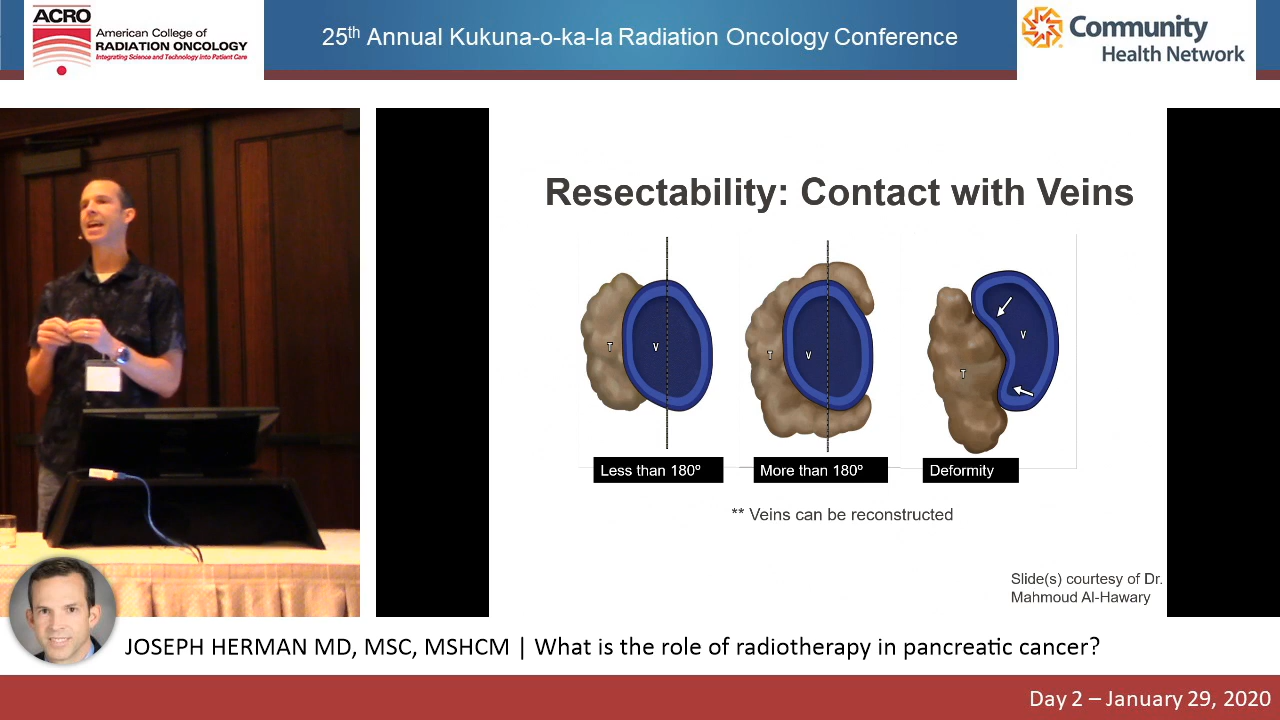 ACRO
American College of
RADIATION ONCOLOGY
Integrating Science and Technology into Patient Care
25th Annual Kukuna-o-ka-la Radiation Oncology Conference
Community
Health Network
Resectability: Contact with Veins
T
V
T
V
T
V
Less than 180º
More than 180º
Deformity
** Veins can be reconstructed
Slide(s) courtesy of Dr.
Mahmoud Al-Hawary
JOSEPH HERMAN MD, MSC, MSHCM | What is the role of radiotherapy in pancreatic cancer?
Day 2 – January 29, 2020